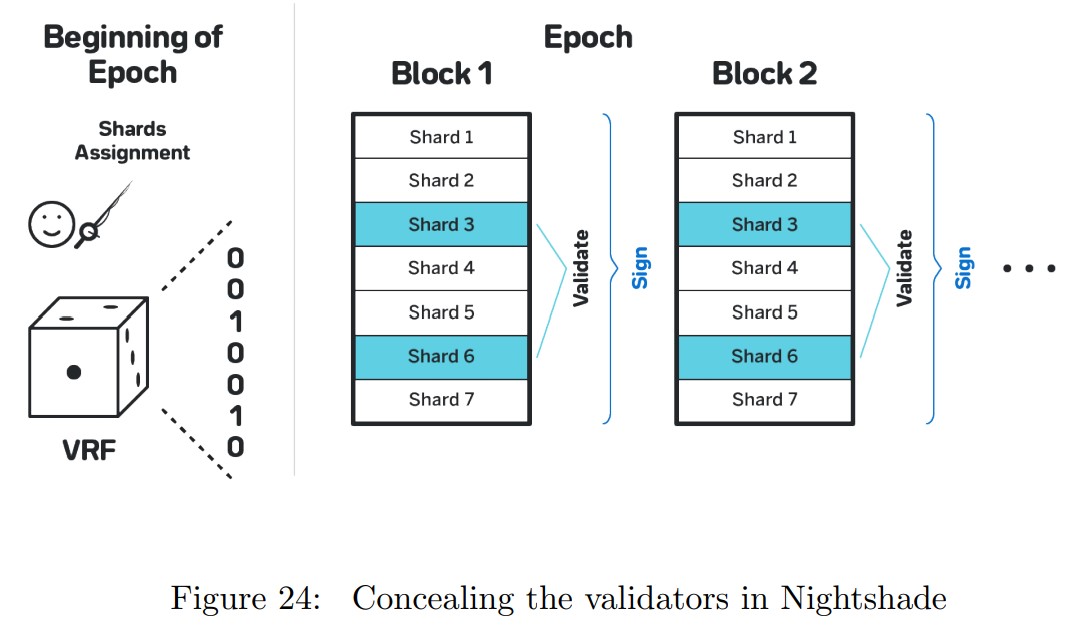 Beginning of
Epoch
Shards
Assignment
0
0
1
0
0
1
0
VRF
Epoch
Block 1
Shard 1
Shard 2
Shard 3
Shard 4
Shard 5
Shard 6
Shard 7
Validate
Sign
Block 2
Shard 1
Shard 2
Shard 3
Shard 4
Shard 5
Shard 6
Shard 7
Validate
Sign
• • •
Figure 24: Concealing the validators in Nightshade